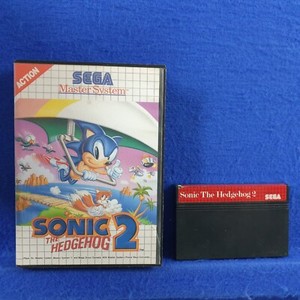 ACTION
SEGA
Master System
SONIC
THE
HEDGEHOG
2
Sonic The Hedgehog 2
SEGA